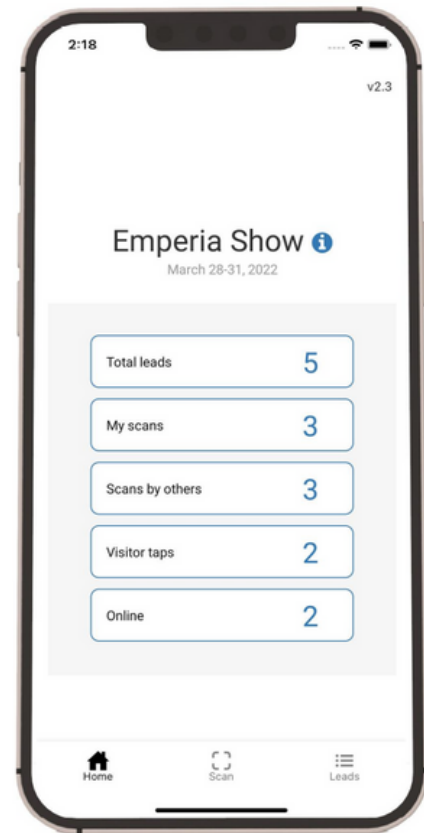 2:18
v2.3
Emperia Show
March 28-31, 2022
Total leads 5
My scans 3
Scans by others 3
Visitor taps 2
Online 2
Home Scan Leads